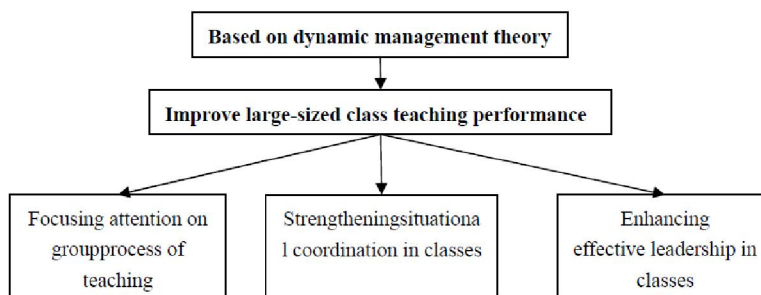 Based on dynamic management theory
Improve large-sized class teaching performance
Focusing attention on
groupprocess of
teaching
Strengtheningsituationa
l coordination in classes
Enhancing
effective leadership in
classes